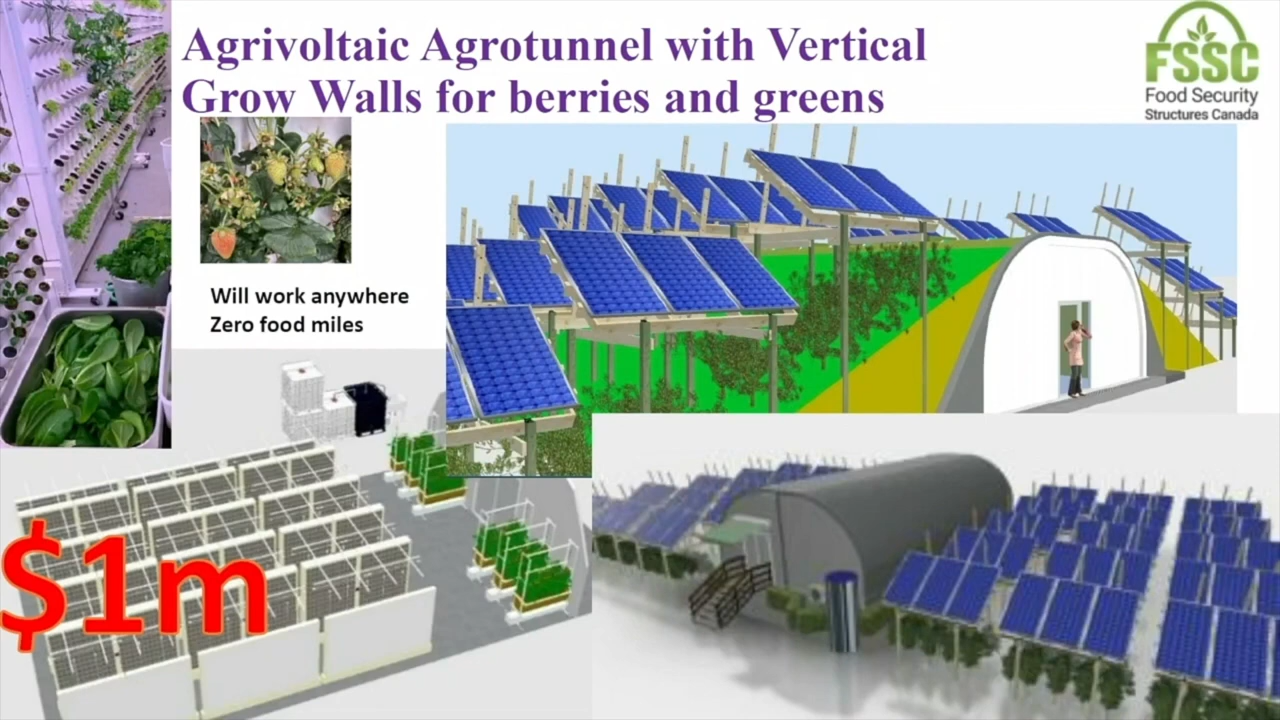 Agrivoltaic Agrotunnel with Vertical
Grow Walls for berries and greens
FSSC
Food Security
Structures Canada
Will work anywhere
Zero food miles
$1m